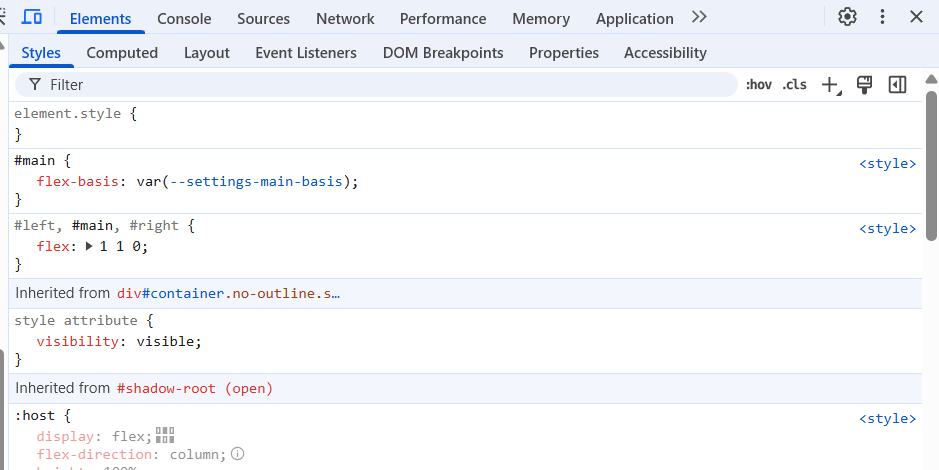 Elements Console Sources Network Performance Memory Application
Styles Computed Layout Event Listeners DOM Breakpoints Properties Accessibility
Filter :hov .cls
element.style {
}
#main { <style>
flex-basis: var(--settings-main-basis);
}
#left, #main, #right { <style>
flex: 1 1 0;
}
Inherited from div#container.no-outline.s…
style attribute {
visibility: visible;
}
Inherited from #shadow-root (open)
:host { <style>
display: flex;
flex-direction: column;